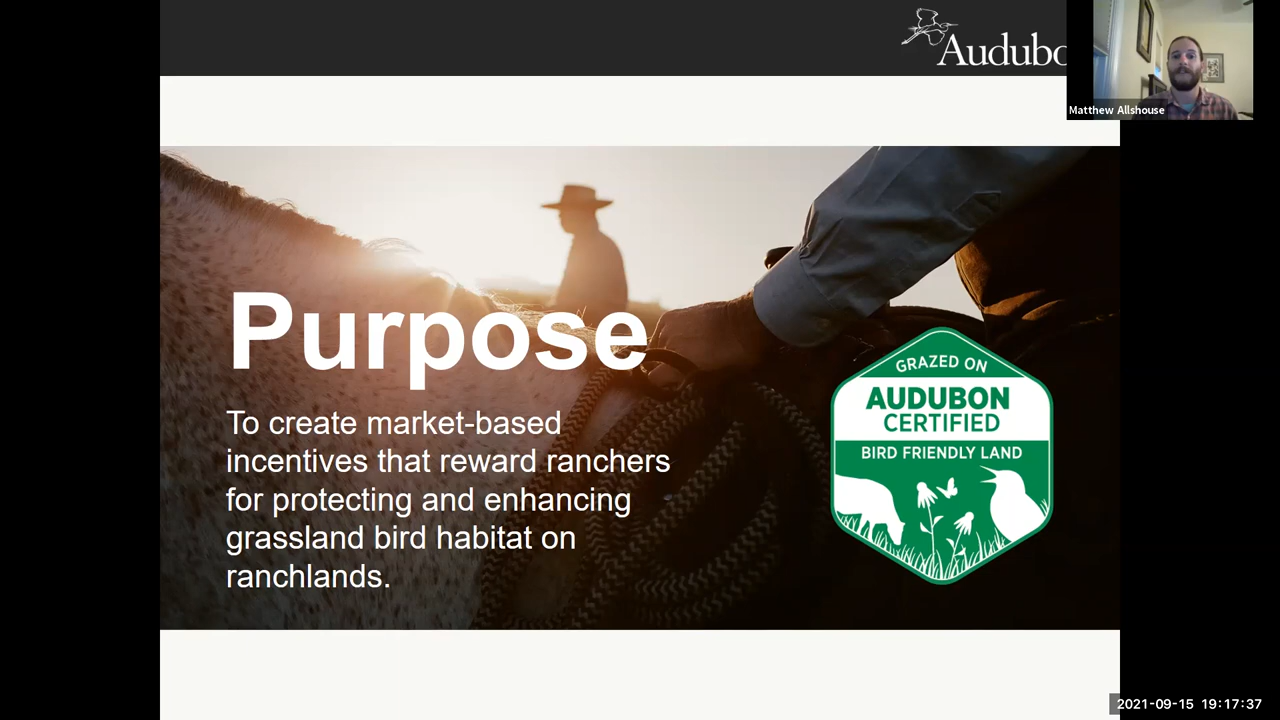 Audubo
Matthew Allshouse
Purpose
To create market-based
incentives that reward ranchers
for protecting and enhancing
grassland bird habitat on
ranchlands.
GRAZED ON
AUDUBON
CERTIFIED
BIRD FRIENDLY LAND
2021-09-15 19:17:37